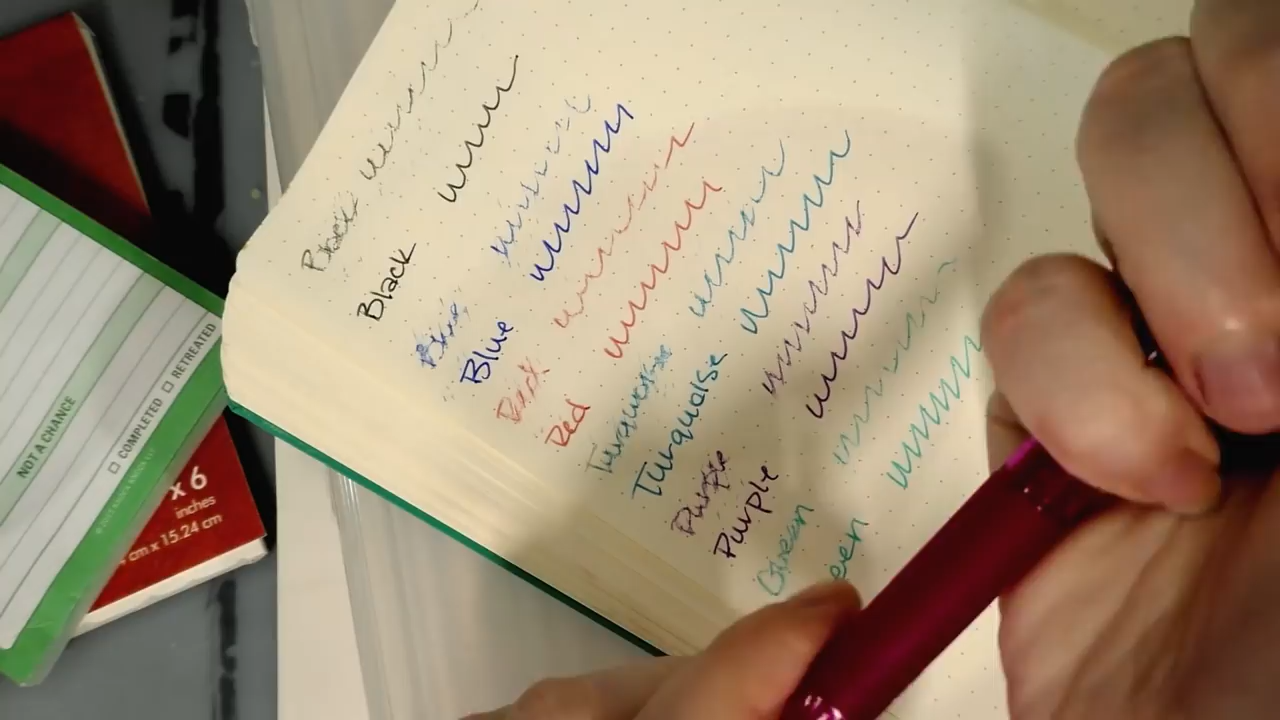 Black
Black
Blue
Blue
Red
Red
Turquoise
Turquoise
Purple
Purple
Green
een
NOT A CHANCE
☐ COMPLETED ☐ RETREATED
x 6
inches
cm x 15.24 cm